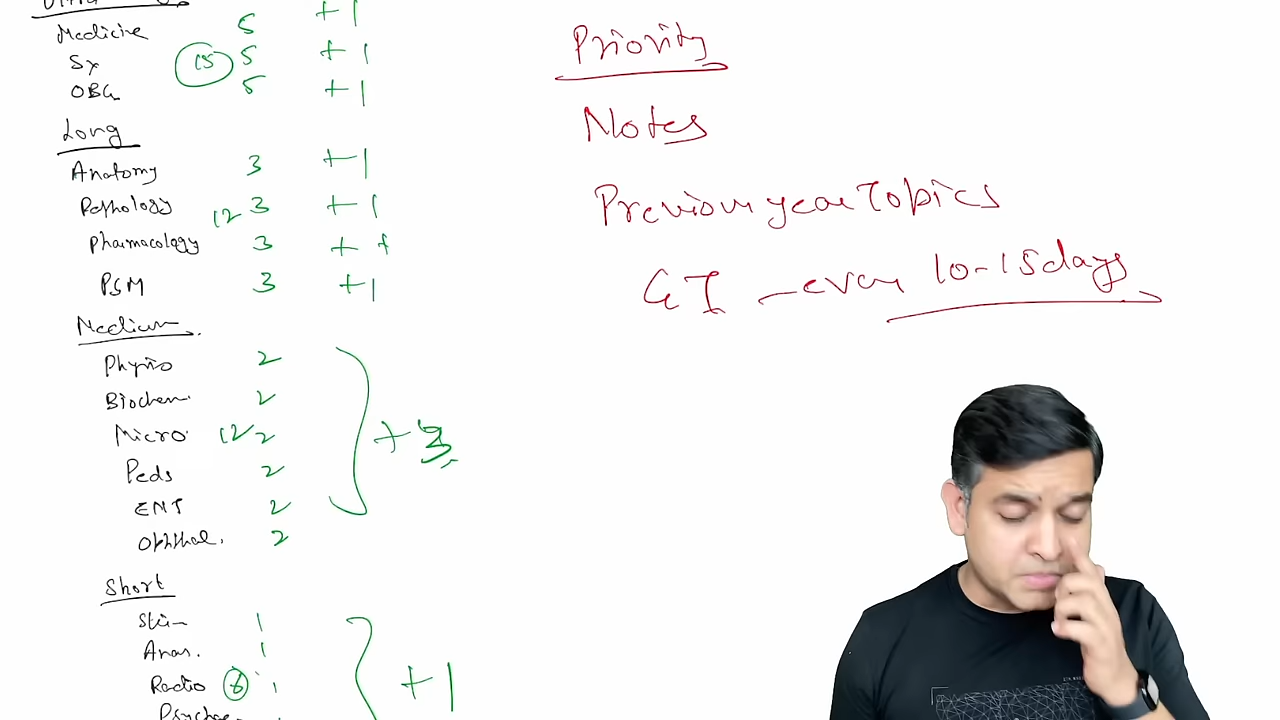 Medicine 5 +1
Sx (15) 5 +1
OBG 5 +1
Long
Anatomy 3 +1
Pathology 12 3 +1
Pharmacology 3 ++
PSM 3 +1
Medium
Physio 2
Biochem. 2
Micro 12 2 +3
Peds 2
ENT 2
Ophthal. 2
Short
Skin 1
Anas. 1
Radio 6 1 +1
Priority
Notes
Previous year Topics
GT - every 10-15 days